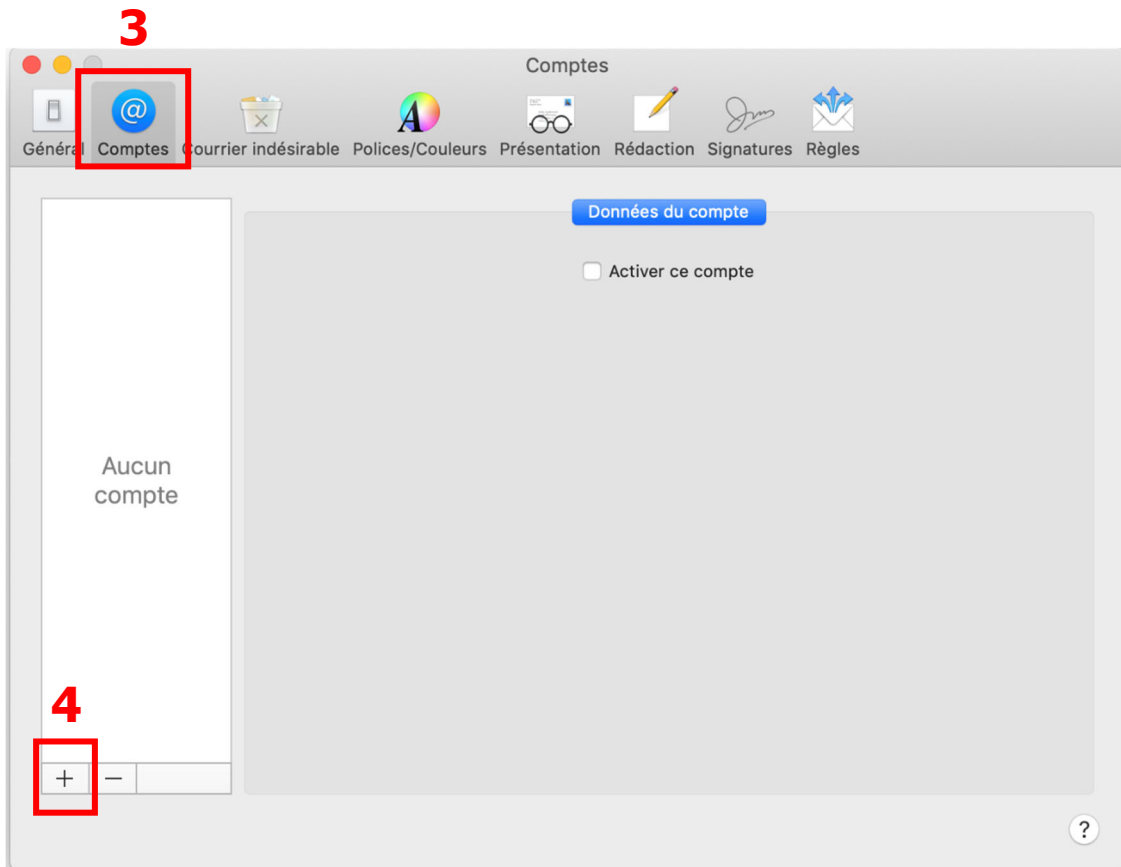 3
Comptes
Général Comptes Courrier indésirable Polices/Couleurs Présentation Rédaction Signatures Règles
Données du compte
Activer ce compte
Aucun
compte
4
+ −
?